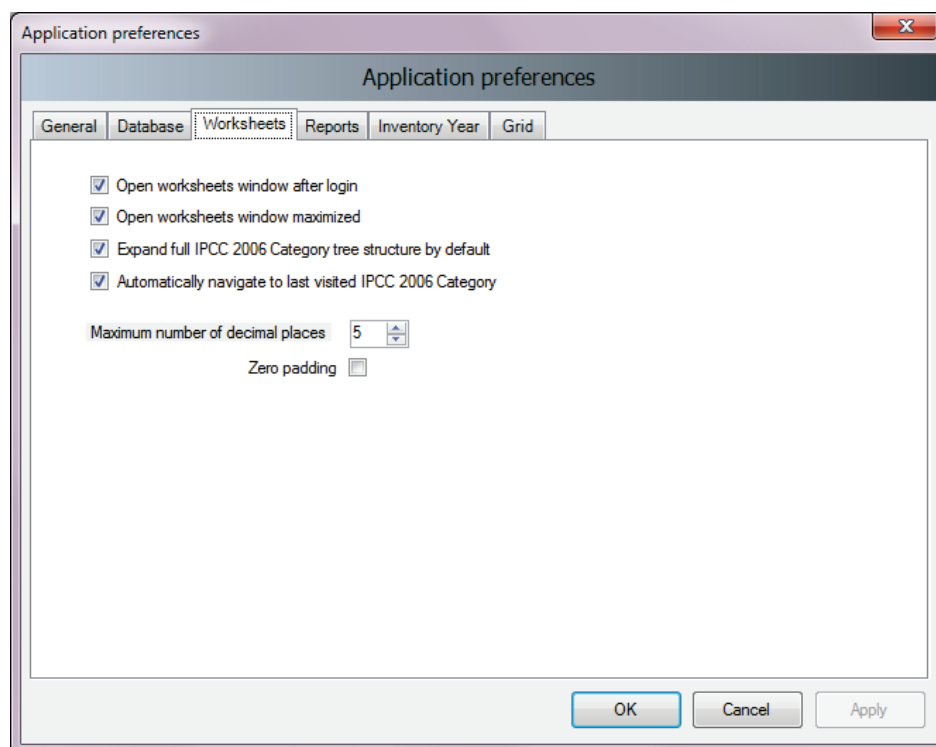 Application preferences
Application preferences
General Database Worksheets Reports Inventory Year Grid
Open worksheets window after login
Open worksheets window maximized
Expand full IPCC 2006 Category tree structure by default
Automatically navigate to last visited IPCC 2006 Category
Maximum number of decimal places 5
Zero padding
OK Cancel Apply